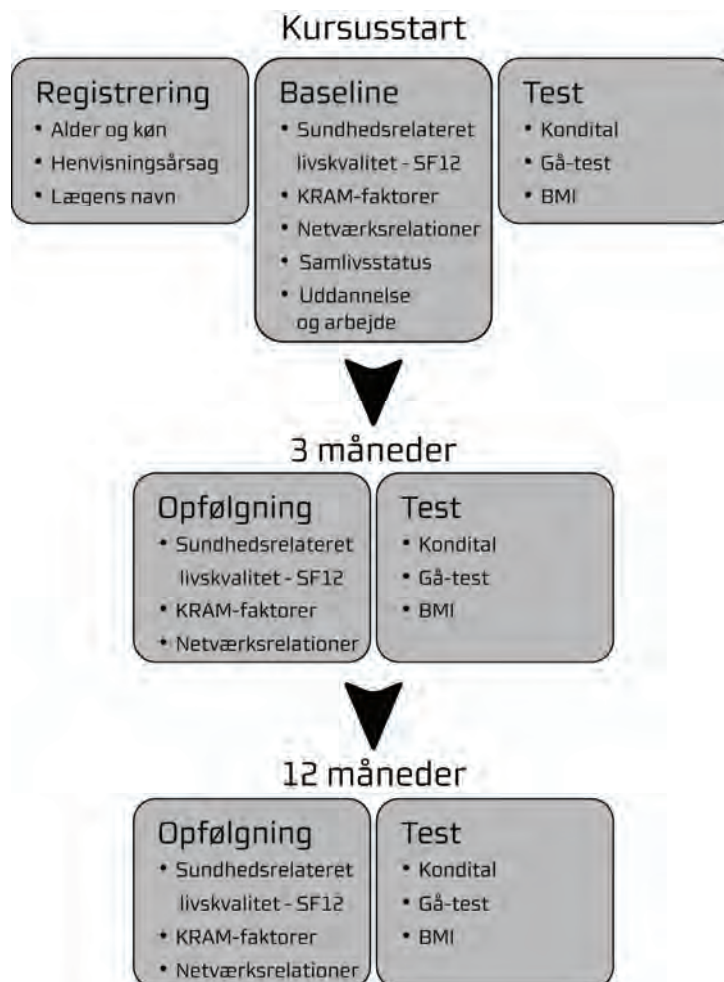 Kursusstart
Registrering
• Alder og køn
• Henvisningsårsag
• Lægens navn
Baseline
• Sundhedsrelateret
livskvalitet - SF12
• KRAM-faktorer
• Netværksrelationer
• Samlivsstatus
• Uddannelse
og arbejde
Test
• Kondital
• Gå-test
• BMI
3 måneder
Opfølgning
• Sundhedsrelateret
livskvalitet - SF12
• KRAM-faktorer
• Netværksrelationer
Test
• Kondital
• Gå-test
• BMI
12 måneder
Opfølgning
• Sundhedsrelateret
livskvalitet - SF12
• KRAM-faktorer
• Netværksrelationer
Test
• Kondital
• Gå-test
• BMI